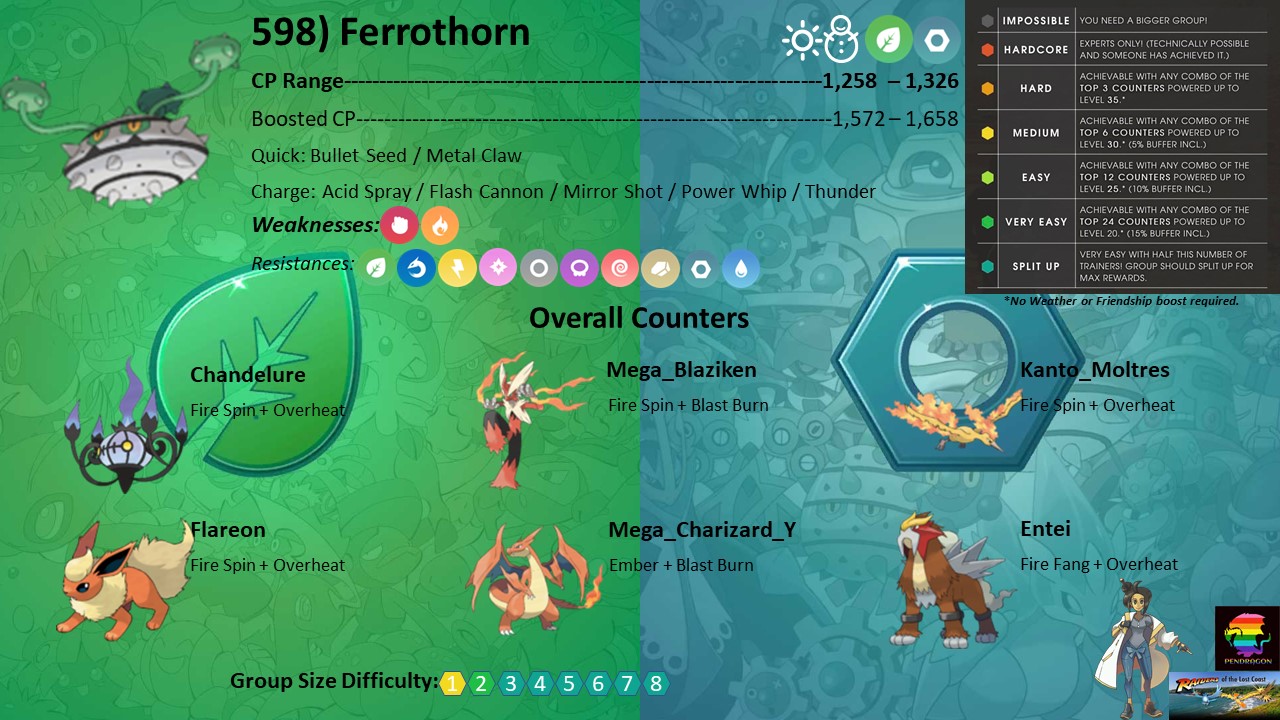 598) Ferrothorn
CP Range------------------------------------------------------------------------------------1,258 – 1,326
Boosted CP-----------------------------------------------------------------------------------1,572 – 1,658
Quick: Bullet Seed / Metal Claw
Charge: Acid Spray / Flash Cannon / Mirror Shot / Power Whip / Thunder
Weaknesses:
Resistances:
IMPOSSIBLE YOU NEED A BIGGER GROUP!
HARDCORE EXPERTS ONLY! (TECHNICALLY POSSIBLE
AND SOMEONE HAS ACHIEVED IT.)
HARD ACHIEVABLE WITH ANY COMBO OF THE
TOP 3 COUNTERS POWERED UP TO
LEVEL 35.*
MEDIUM ACHIEVABLE WITH ANY COMBO OF THE
TOP 6 COUNTERS POWERED UP TO
LEVEL 30.* (5% BUFFER INCL.)
EASY ACHIEVABLE WITH ANY COMBO OF THE
TOP 12 COUNTERS POWERED UP TO
LEVEL 25.* (10% BUFFER INCL.)
VERY EASY ACHIEVABLE WITH ANY COMBO OF THE
TOP 24 COUNTERS POWERED UP TO
LEVEL 20.* (15% BUFFER INCL.)
SPLIT UP VERY EASY WITH HALF THIS NUMBER OF
TRAINERS! GROUP SHOULD SPLIT UP FOR
MAX REWARDS.
*No Weather or Friendship boost required.
Overall Counters
Chandelure
Fire Spin + Overheat
Mega_Blaziken
Fire Spin + Blast Burn
Kanto_Moltres
Fire Spin + Overheat
Flareon
Fire Spin + Overheat
Mega_Charizard_Y
Ember + Blast Burn
Entei
Fire Fang + Overheat
Group Size Difficulty: 1 2 3 4 5 6 7 8
PENDRAGON
RAIDERS of the Lost Coast